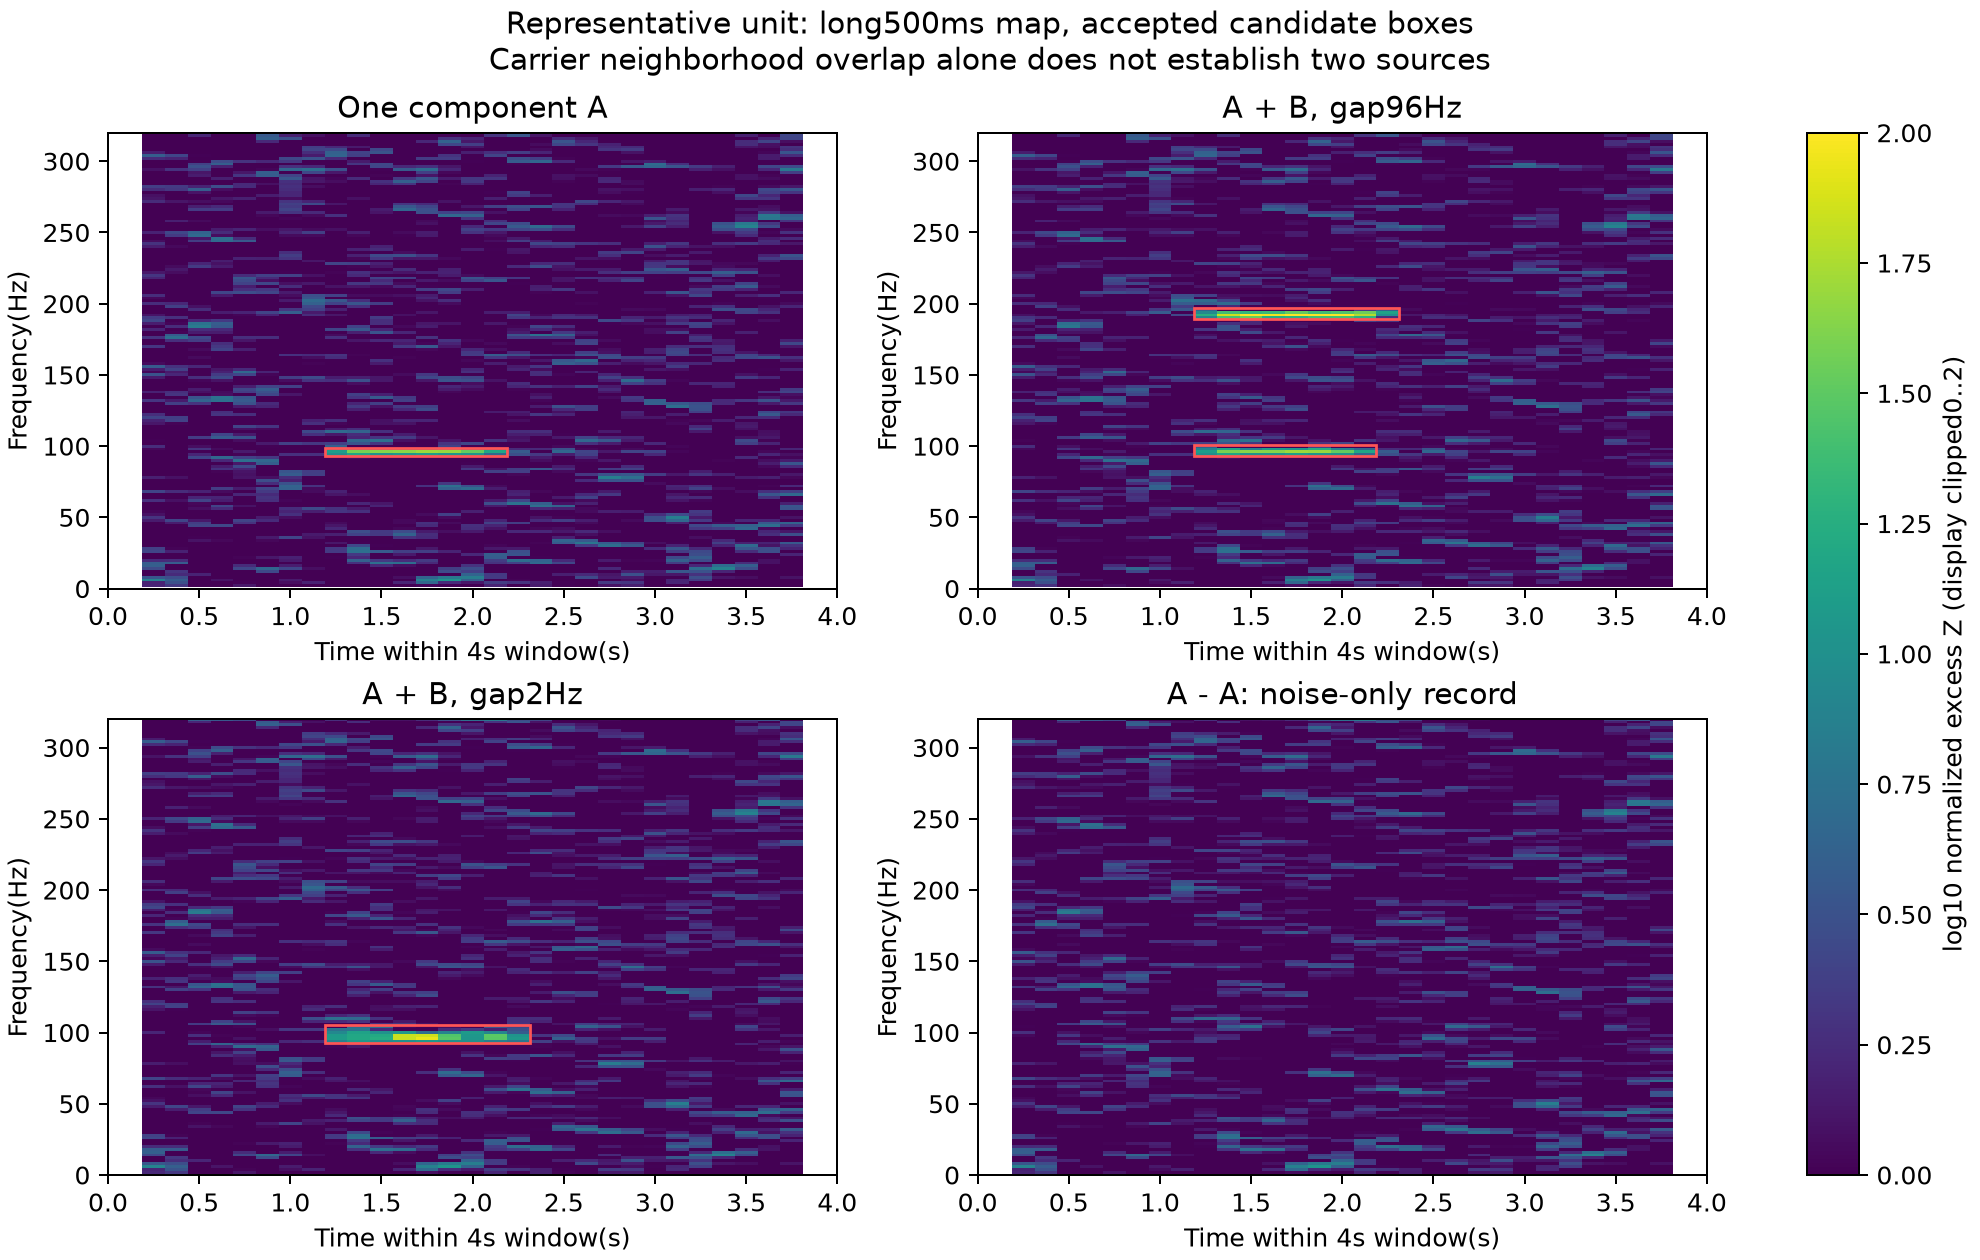 Representative unit: long500ms map, accepted candidate boxes
Carrier neighborhood overlap alone does not establish two sources
One component A
300
250
200
150
100
50
0
Frequency(Hz)
0.0 0.5 1.0 1.5 2.0 2.5 3.0 3.5 4.0
Time within 4s window(s)
A + B, gap96Hz
300
250
200
150
100
50
0
Frequency(Hz)
0.0 0.5 1.0 1.5 2.0 2.5 3.0 3.5 4.0
Time within 4s window(s)
A + B, gap2Hz
300
250
200
150
100
50
0
Frequency(Hz)
0.0 0.5 1.0 1.5 2.0 2.5 3.0 3.5 4.0
Time within 4s window(s)
A - A: noise-only record
300
250
200
150
100
50
0
Frequency(Hz)
0.0 0.5 1.0 1.5 2.0 2.5 3.0 3.5 4.0
Time within 4s window(s)
2.00
1.75
1.50
1.25
1.00
0.75
0.50
0.25
0.00
log10 normalized excess Z (display clipped0..2)